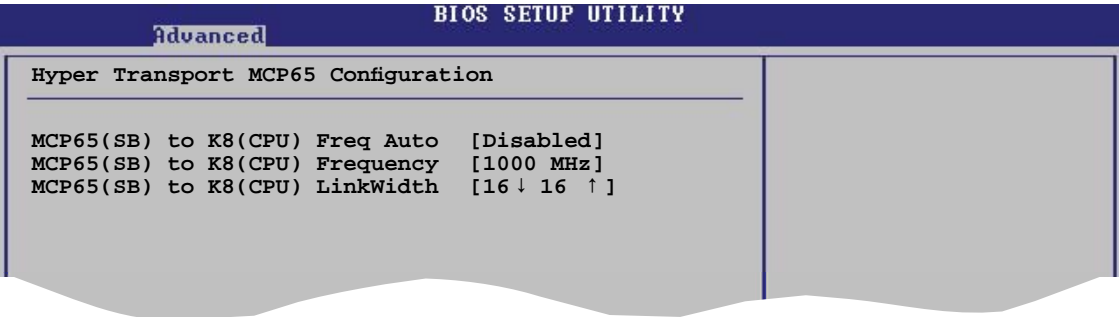 BIOS SETUP UTILITY
Advanced
Hyper Transport MCP65 Configuration
MCP65(SB) to K8(CPU) Freq Auto [Disabled]
MCP65(SB) to K8(CPU) Frequency [1000 MHz]
MCP65(SB) to K8(CPU) LinkWidth [16↓ 16 ↑]